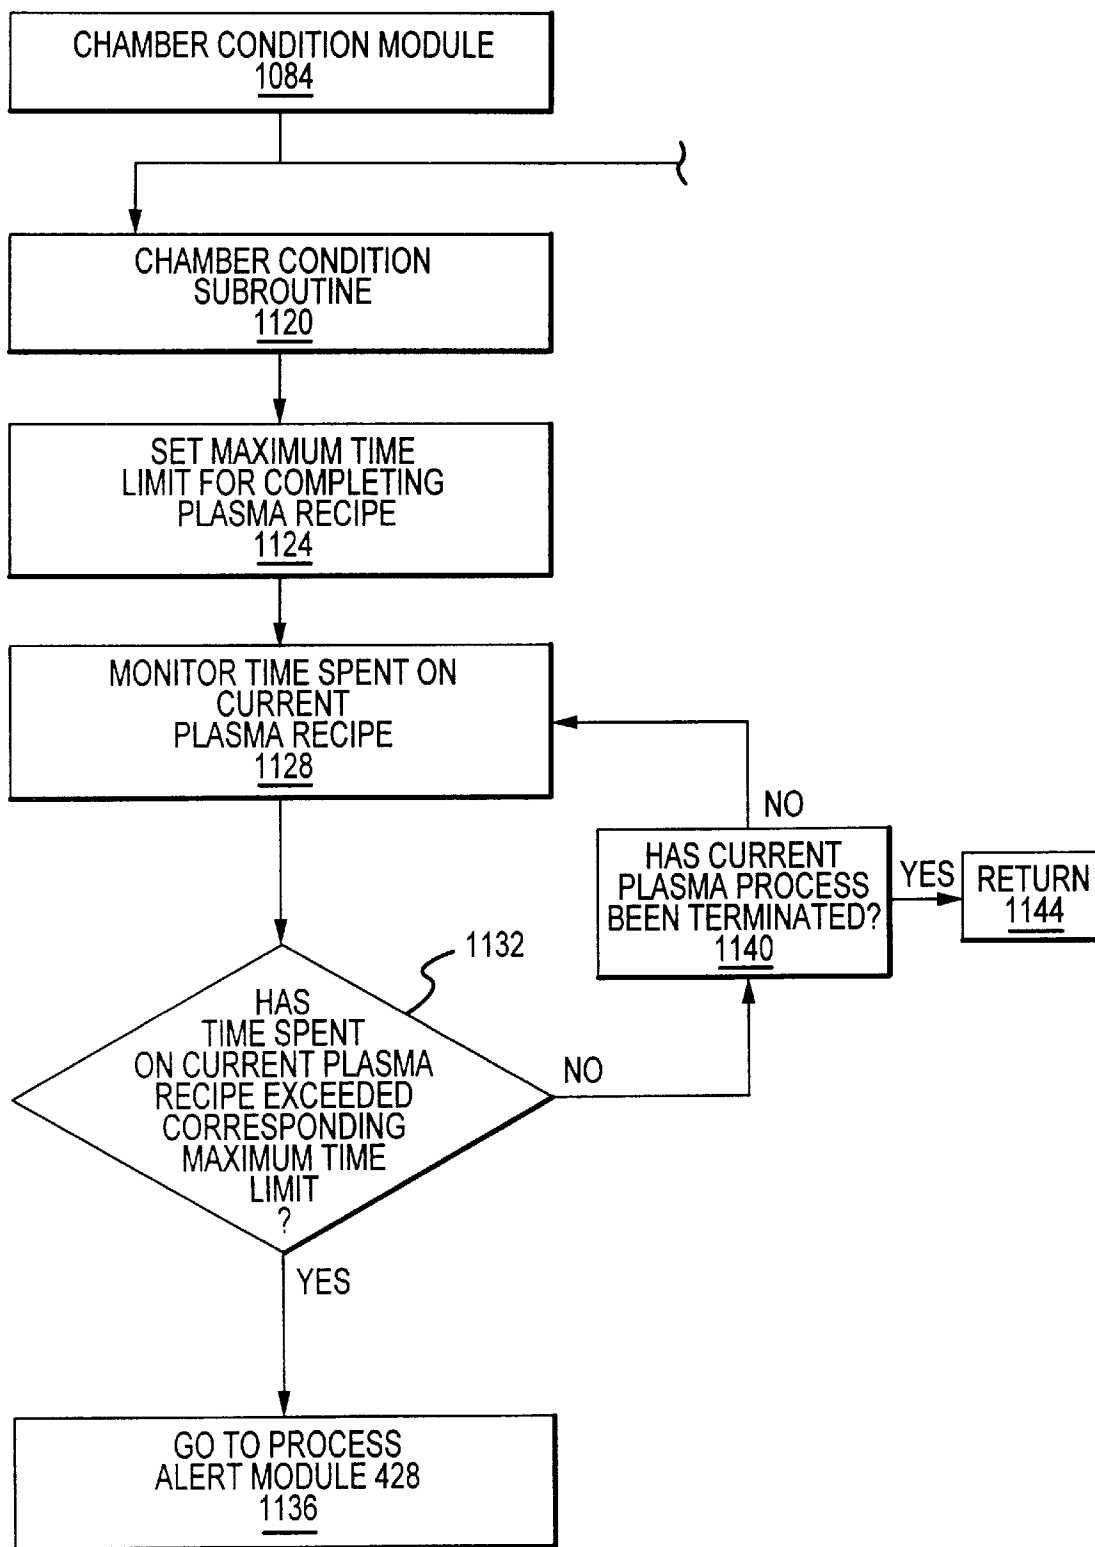 CHAMBER CONDITION MODULE
1084
CHAMBER CONDITION
SUBROUTINE
1120
SET MAXIMUM TIME
LIMIT FOR COMPLETING
PLASMA RECIPE
1124
MONITOR TIME SPENT ON
CURRENT
PLASMA RECIPE
1128
NO
HAS CURRENT
PLASMA PROCESS
BEEN TERMINATED?
1140
YES
RETURN
1144
1132
HAS
TIME SPENT
ON CURRENT PLASMA
RECIPE EXCEEDED
CORRESPONDING
MAXIMUM TIME
LIMIT
?
NO
YES
GO TO PROCESS
ALERT MODULE 428
1136